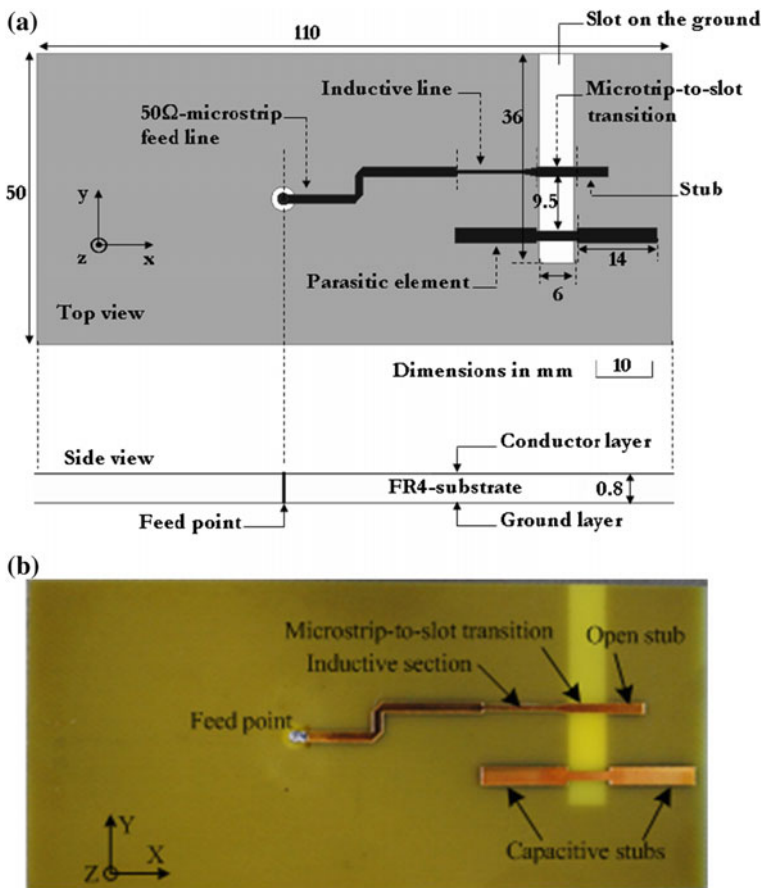 (a)
110
Slot on the ground
Inductive line
Microtrip-to-slot
transition
50Ω-microstrip
feed line
36
50
y
z
x
9.5
Stub
14
Parasitic element
6
Top view
Dimensions in mm
10
Side view
Conductor layer
FR4-substrate
0.8
Feed point
Ground layer
(b)
Microstrip-to-slot transition
Open stub
Inductive section
Feed point
Y
X
Z
Capacitive stubs